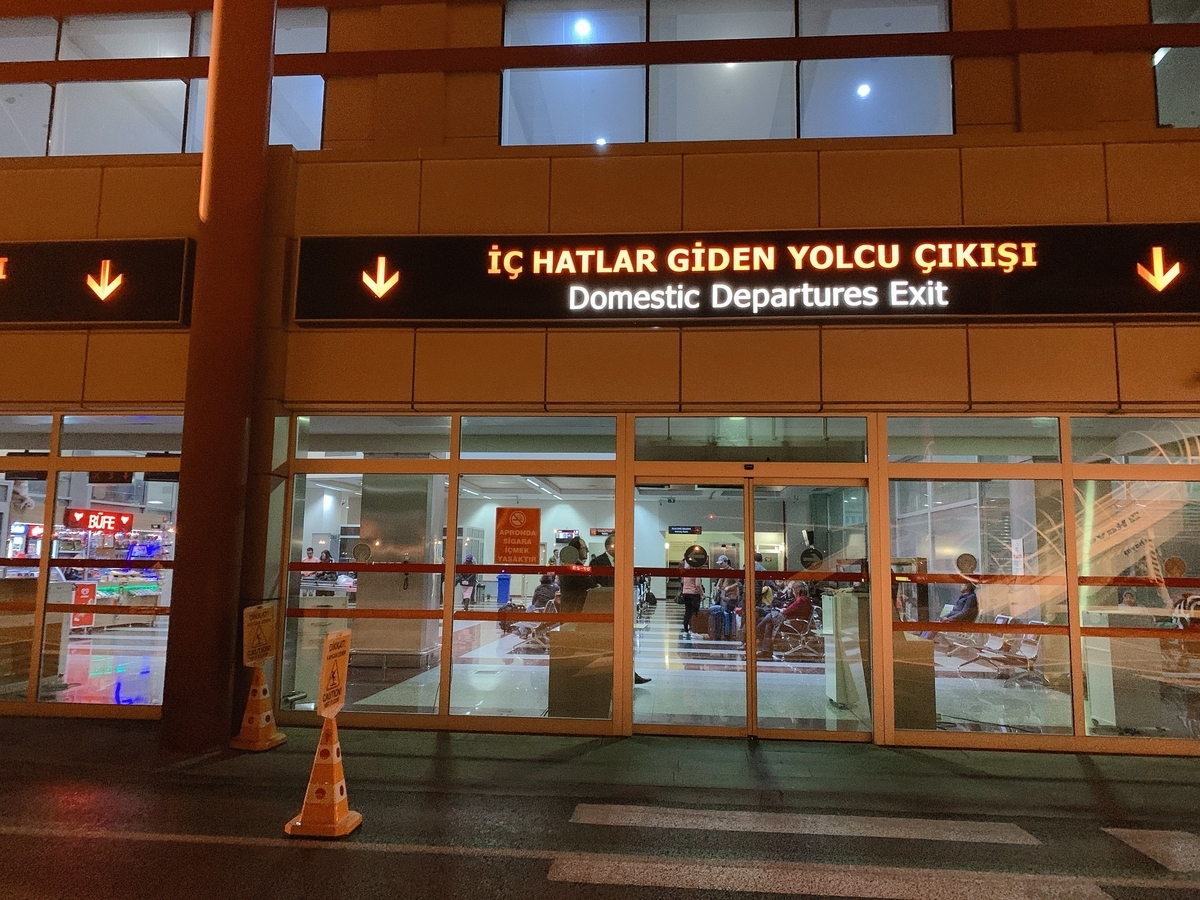 İÇ HATLAR GİDEN YOLCU ÇIKIŞI
Domestic Departures Exit
BÜFE
APRONDA
SİGARA
İÇMEK
YASAKTIR
CAUTION
CAUTION